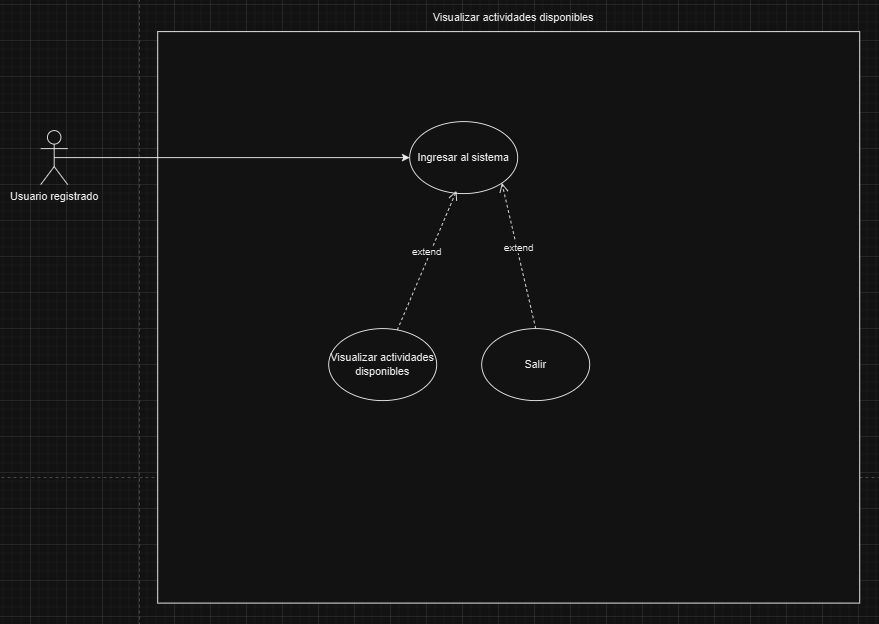 Visualizar actividades disponibles
Ingresar al sistema
Usuario registrado
extend
extend
Visualizar actividades
disponibles
Salir